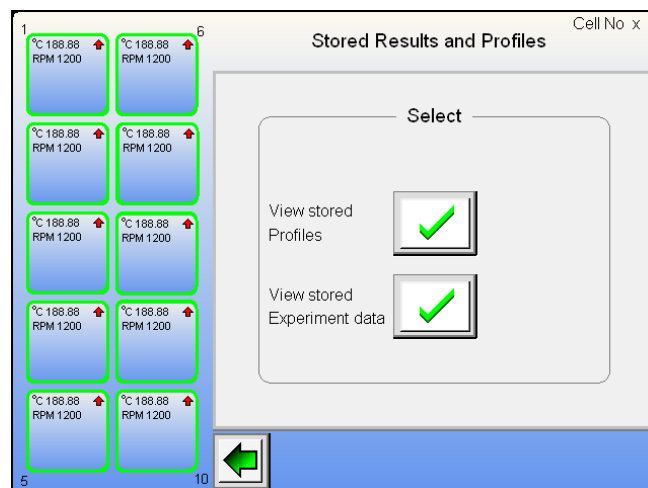 1
6
°C 188.88
RPM 1200
°C 188.88
RPM 1200
°C 188.88
RPM 1200
°C 188.88
RPM 1200
°C 188.88
RPM 1200
°C 188.88
RPM 1200
°C 188.88
RPM 1200
°C 188.88
RPM 1200
°C 188.88
RPM 1200
°C 188.88
RPM 1200
5
10
Cell No x
Stored Results and Profiles
Select
View stored
Profiles
View stored
Experiment data